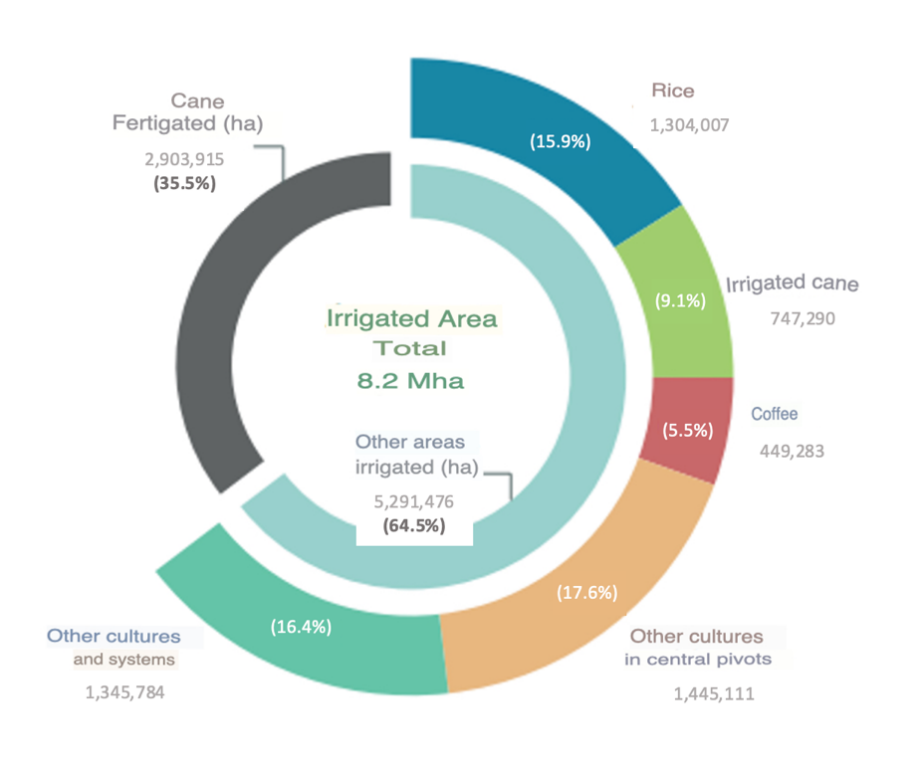 Cane
Fertigated (ha)
2,903,915
(35.5%)
Rice
1,304,007
(15.9%)
Irrigated cane
747,290
(9.1%)
Irrigated Area
Total
8.2 Mha
Coffee
449,283
(5.5%)
Other areas
irrigated (ha)
5,291,476
(64.5%)
(17.6%)
Other cultures
in central pivots
1,445,111
(16.4%)
Other cultures
and systems
1,345,784